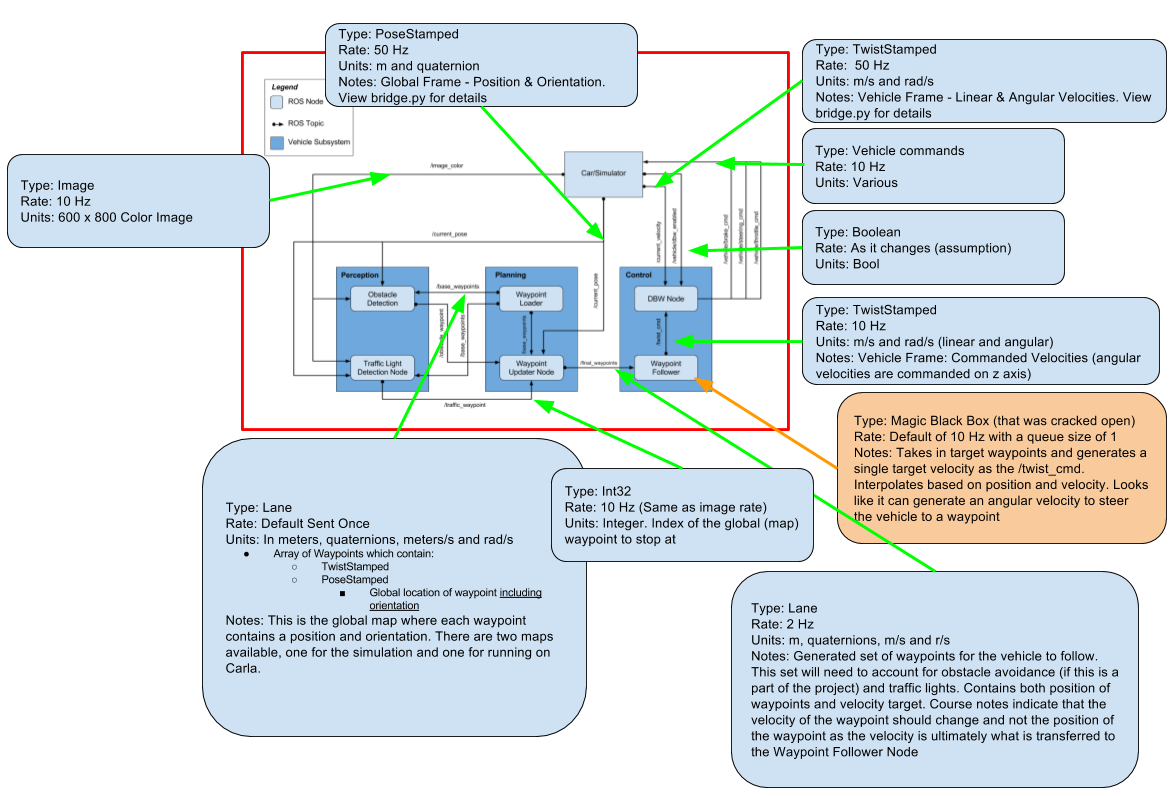 Type: PoseStamped
Rate: 50 Hz
Units: m and quaternion
Notes: Global Frame - Position & Orientation.
View bridge.py for details
Type: TwistStamped
Rate:  50 Hz
Units: m/s and rad/s
Notes: Vehicle Frame - Linear & Angular Velocities. View
bridge.py for details
Legend
ROS Node
ROS Topic
Vehicle Subsystem
Type: Image
Rate: 10 Hz
Units: 600 x 800 Color Image
Type: Vehicle commands
Rate: 10 Hz
Units: Various
Type: Boolean
Rate: As it changes (assumption)
Units: Bool
Type: TwistStamped
Rate: 10 Hz
Units: m/s and rad/s (linear and angular)
Notes: Vehicle Frame: Commanded Velocities (angular
velocities are commanded on z axis)
/image_color
Car/Simulator
/current_pose
/current_velocity
/vehicle/dbw_enabled
/vehicle/brake_cmd
/vehicle/steering_cmd
/vehicle/throttle_cmd
/current_pose
Perception
Obstacle
Detection
Traffic Light
Detection Node
/base_waypoints
/base_waypoints
Planning
Waypoint
Loader
/base_waypoints
Waypoint
Updater Node
/final_waypoints
Control
DBW Node
/twist_cmd
Waypoint
Follower
/traffic_waypoint
Type: Magic Black Box (that was cracked open)
Rate: Default of 10 Hz with a queue size of 1
Notes: Takes in target waypoints and generates a
single target velocity as the /twist_cmd.
Interpolates based on position and velocity. Looks
like it can generate an angular velocity to steer
the vehicle to a waypoint
Type: Lane
Rate: Default Sent Once
Units: In meters, quaternions, meters/s and rad/s
● Array of Waypoints which contain:
○ TwistStamped
○ PoseStamped
■ Global location of waypoint including
orientation
Notes: This is the global map where each waypoint
contains a position and orientation. There are two maps
available, one for the simulation and one for running on
Carla.
Type: Int32
Rate: 10 Hz (Same as image rate)
Units: Integer. Index of the global (map)
waypoint to stop at
Type: Lane
Rate: 2 Hz
Units: m, quaternions, m/s and r/s
Notes: Generated set of waypoints for the vehicle to follow.
This set will need to account for obstacle avoidance (if this is a
part of the project) and traffic lights. Contains both position of
waypoints and velocity target. Course notes indicate that the
velocity of the waypoint should change and not the position of
the waypoint as the velocity is ultimately what is transferred to
the Waypoint Follower Node